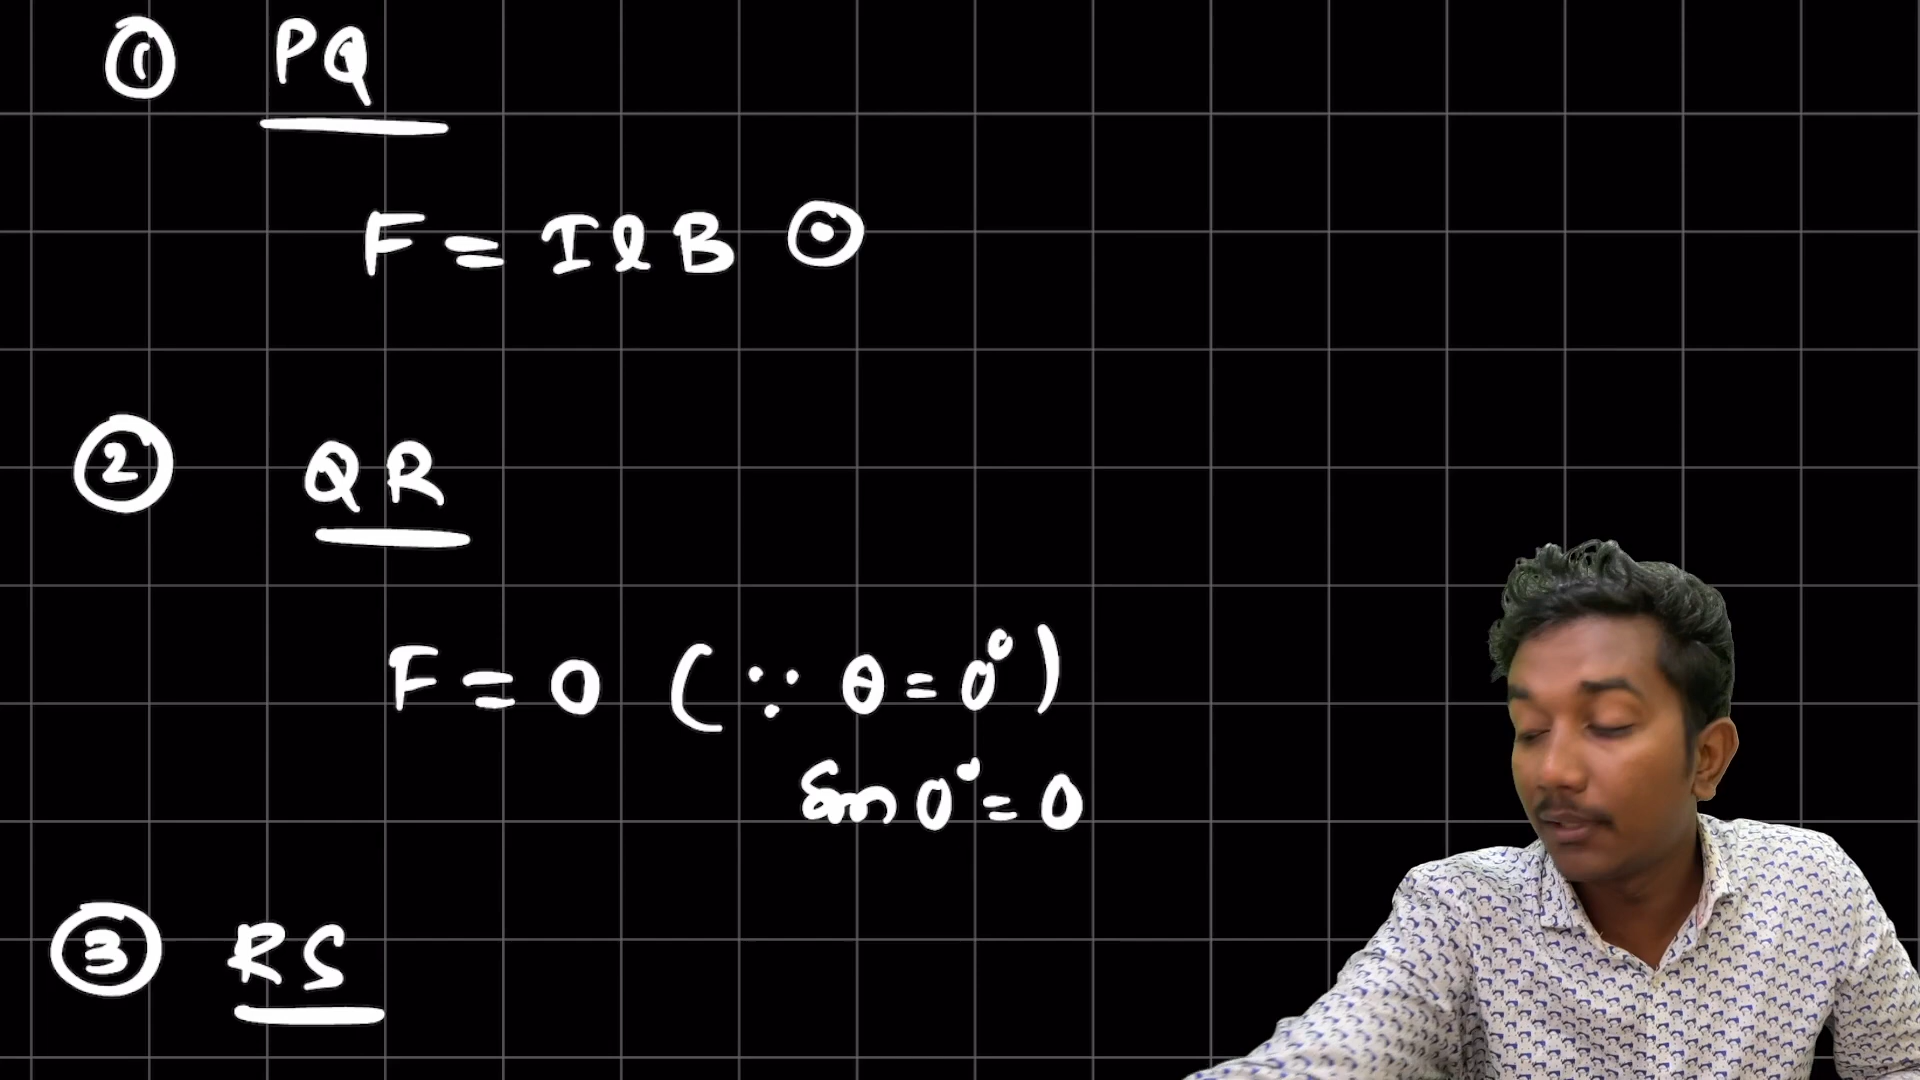 ① PQ
F = IlB ⊙
② QR
F = 0 (∵ θ = 0°)
Sin 0° = 0
③ RS